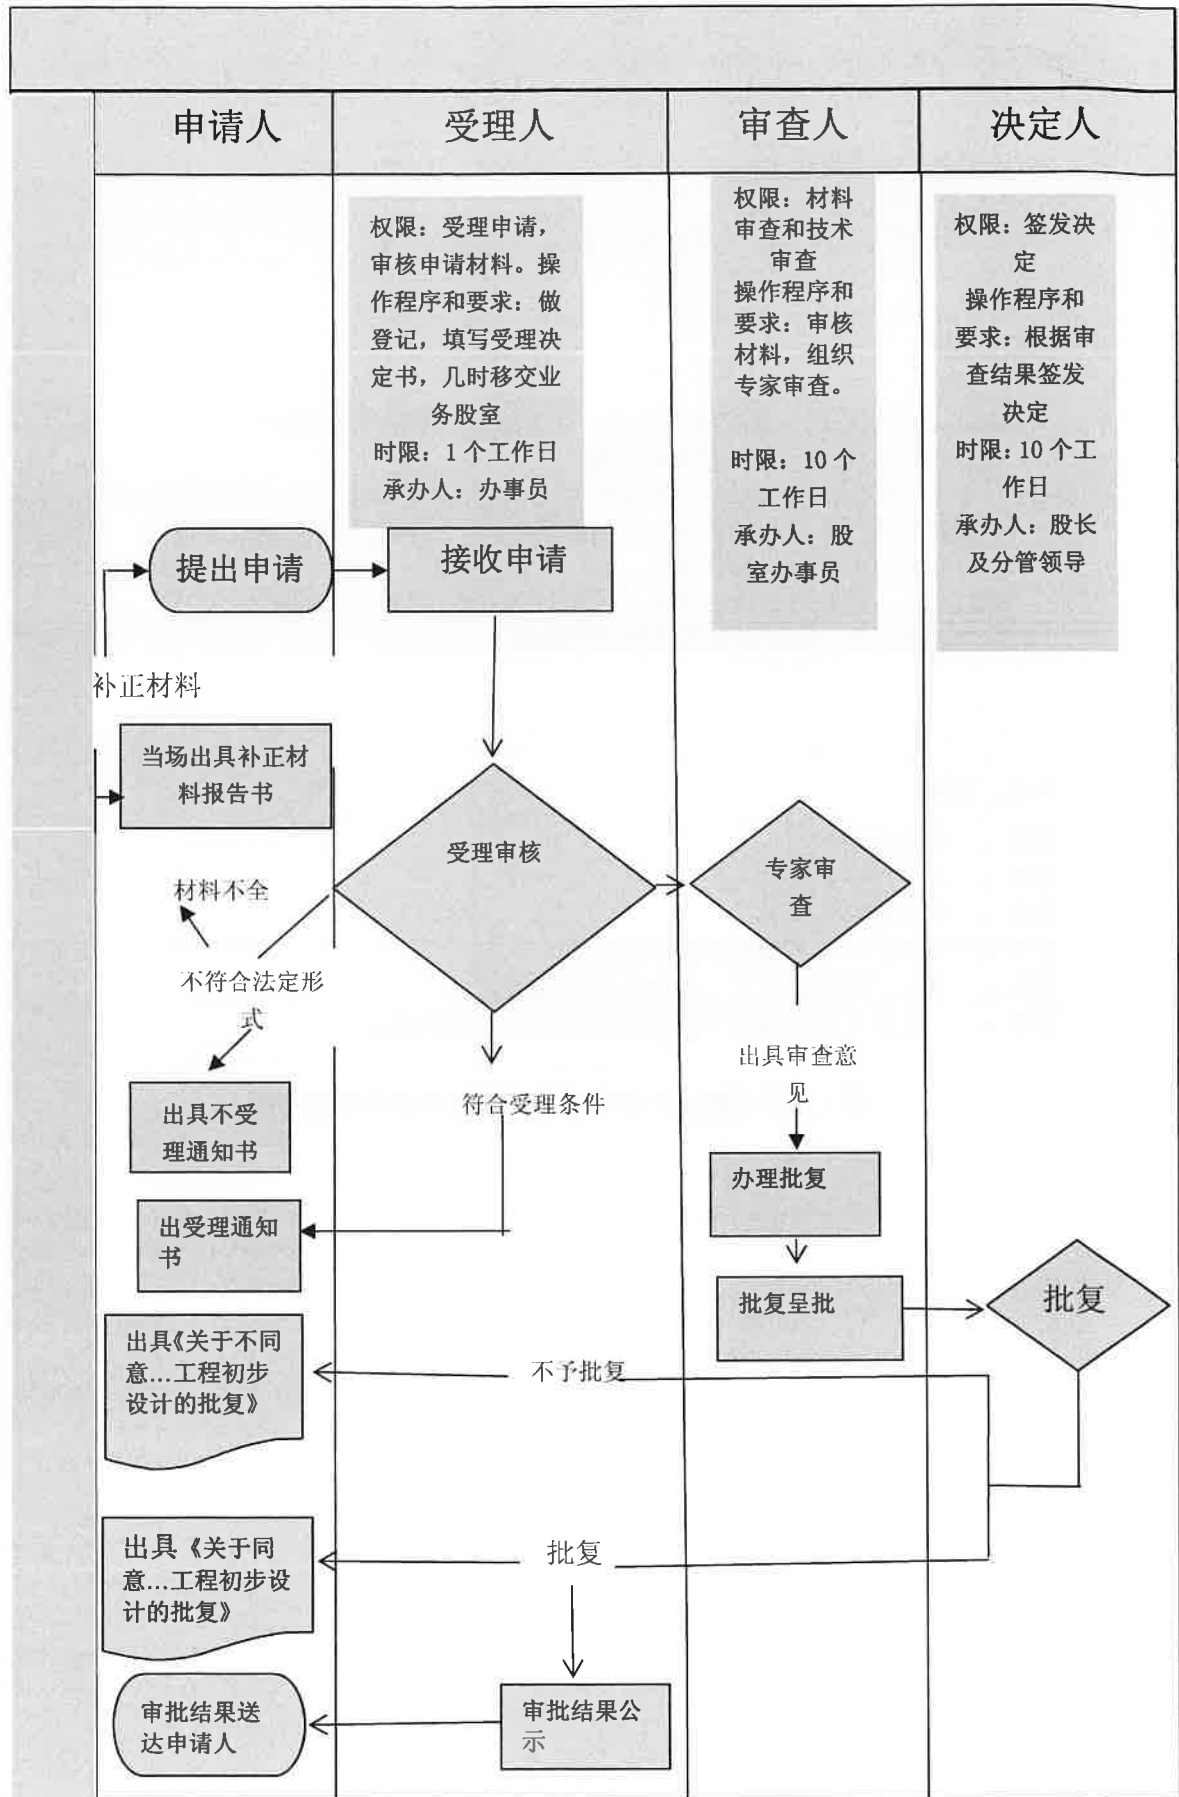 申请人
受理人
审查人
决定人
权限：受理申请，
审核申请材料。操
作程序和要求：做
登记，填写受理决
定书，几时移交业
务股室
时限：1 个工作日
承办人：办事员
权限：材料
审查和技术
审查
操作程序和
要求：审核
材料，组织
专家审查。
时限：10 个
工作日
承办人：股
室办事员
权限：签发决
定
操作程序和
要求：根据审
查结果签发
决定
时限：10 个工
作日
承办人：股长
及分管领导
提出申请
接收申请
补正材料
当场出具补正材
料报告书
受理审核
专家审
查
材料不全
不符合法定形
式
出具审查意
见
符合受理条件
出具不受
理通知书
办理批复
出受理通知
书
批复呈批
批复
出具《关于不同
意…工程初步
设计的批复》
不予批复
出具《关于同
意…工程初步设
计的批复》
批复
审批结果送
达申请人
审批结果公
示